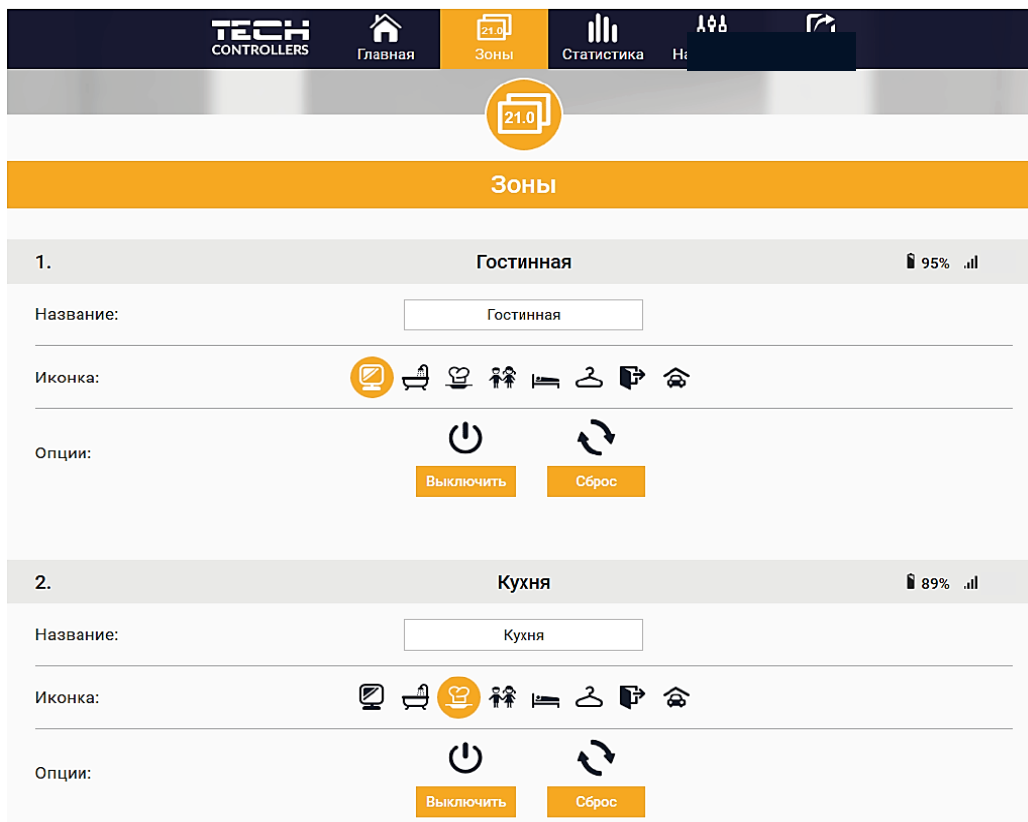 TECH
CONTROLLERS
Главная
21.0
Зоны
Статистика
21.0
Зоны
1. Гостинная 95%
Название: Гостинная
Иконка:
Опции:
Выключить Сброс
2. Кухня 89%
Название: Кухня
Иконка:
Опции:
Выключить Сброс